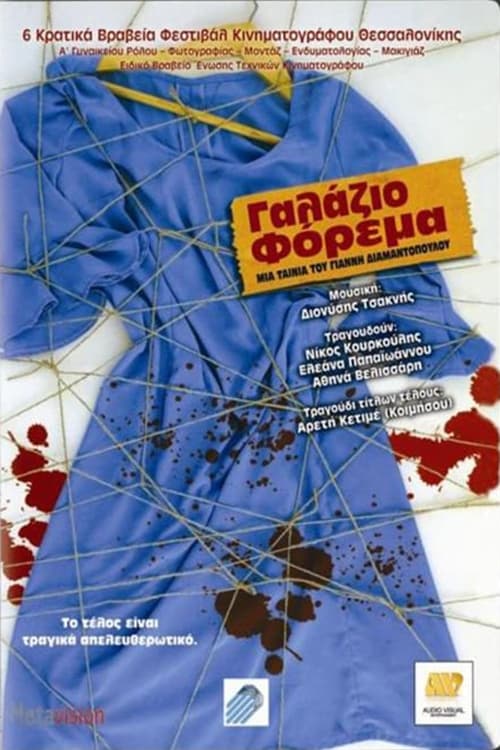 6 Κρατικά Βραβεία Φεστιβάλ Κινηματογράφου Θεσσαλονίκης
Α' Γυναικείου Ρόλου – Φωτογραφίας – Μοντάζ – Ενδυματολογίας – Μακιγιάζ
Ειδικό Βραβείο Ένωσης Τεχνικών Κινηματογράφου
Γαλάζιο
Φόρεμα
ΜΙΑ ΤΑΙΝΙΑ ΤΟΥ ΓΙΑΝΝΗ ΔΙΑΜΑΝΤΟΠΟΥΛΟΥ
Μουσική:
Διονύσης Τσακνής
Τραγουδούν:
Νίκος Κουρκούλης
Ελεάνα Παπαϊωάννου
Αθηνά Βελισσάρη
Τραγούδι τίτλων τέλους:
Αρετή Κετιμέ (Κοιμήσου)
Το τέλος είναι
τραγικά απελευθερωτικό.
Metavision
AUDIO VISUAL